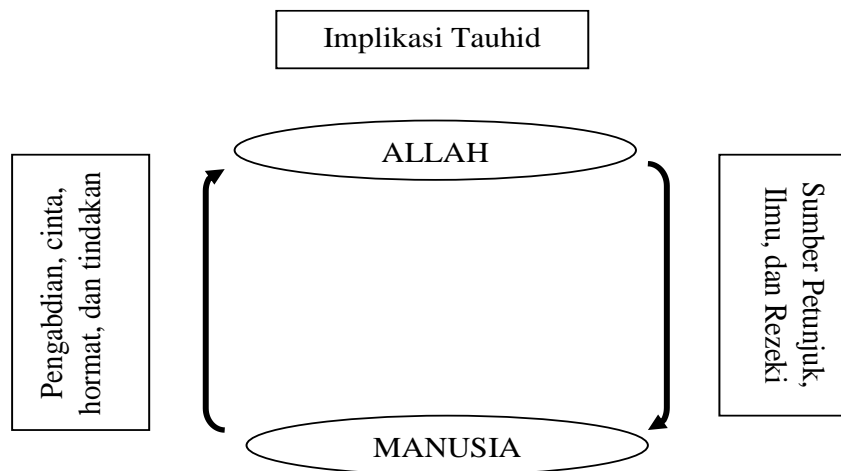 Implikasi Tauhid
ALLAH
Pengabdian, cinta,
hormat, dan tindakan
Sumber Petunjuk,
Ilmu, dan Rezeki
MANUSIA